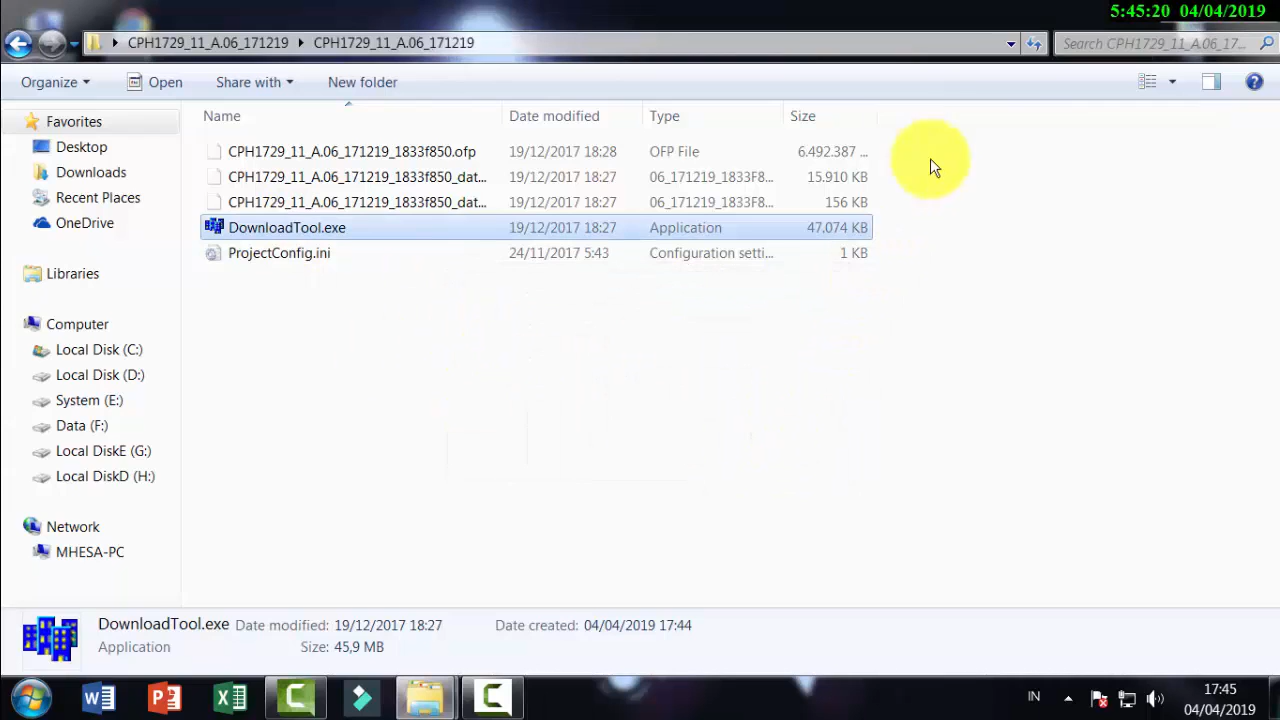 5:45:20 04/04/2019
CPH1729_11_A.06_171219 CPH1729_11_A.06_171219 Search CPH1729_11_A.06_17...
Organize Open Share with New folder
Name Date modified Type Size
CPH1729_11_A.06_171219_1833f850.ofp 19/12/2017 18:28 OFP File 6.492.387 ...
CPH1729_11_A.06_171219_1833f850_dat... 19/12/2017 18:27 06_171219_1833F8... 15.910 KB
CPH1729_11_A.06_171219_1833f850_dat... 19/12/2017 18:27 06_171219_1833F8... 156 KB
DownloadTool.exe 19/12/2017 18:27 Application 47.074 KB
ProjectConfig.ini 24/11/2017 5:43 Configuration setti... 1 KB
Favorites
Desktop
Downloads
Recent Places
OneDrive
Libraries
Computer
Local Disk (C:)
Local Disk (D:)
System (E:)
Data (F:)
Local DiskE (G:)
Local DiskD (H:)
Network
MHESA-PC
DownloadTool.exe Date modified: 19/12/2017 18:27 Date created: 04/04/2019 17:44
Application Size: 45,9 MB
IN 17:45
04/04/2019